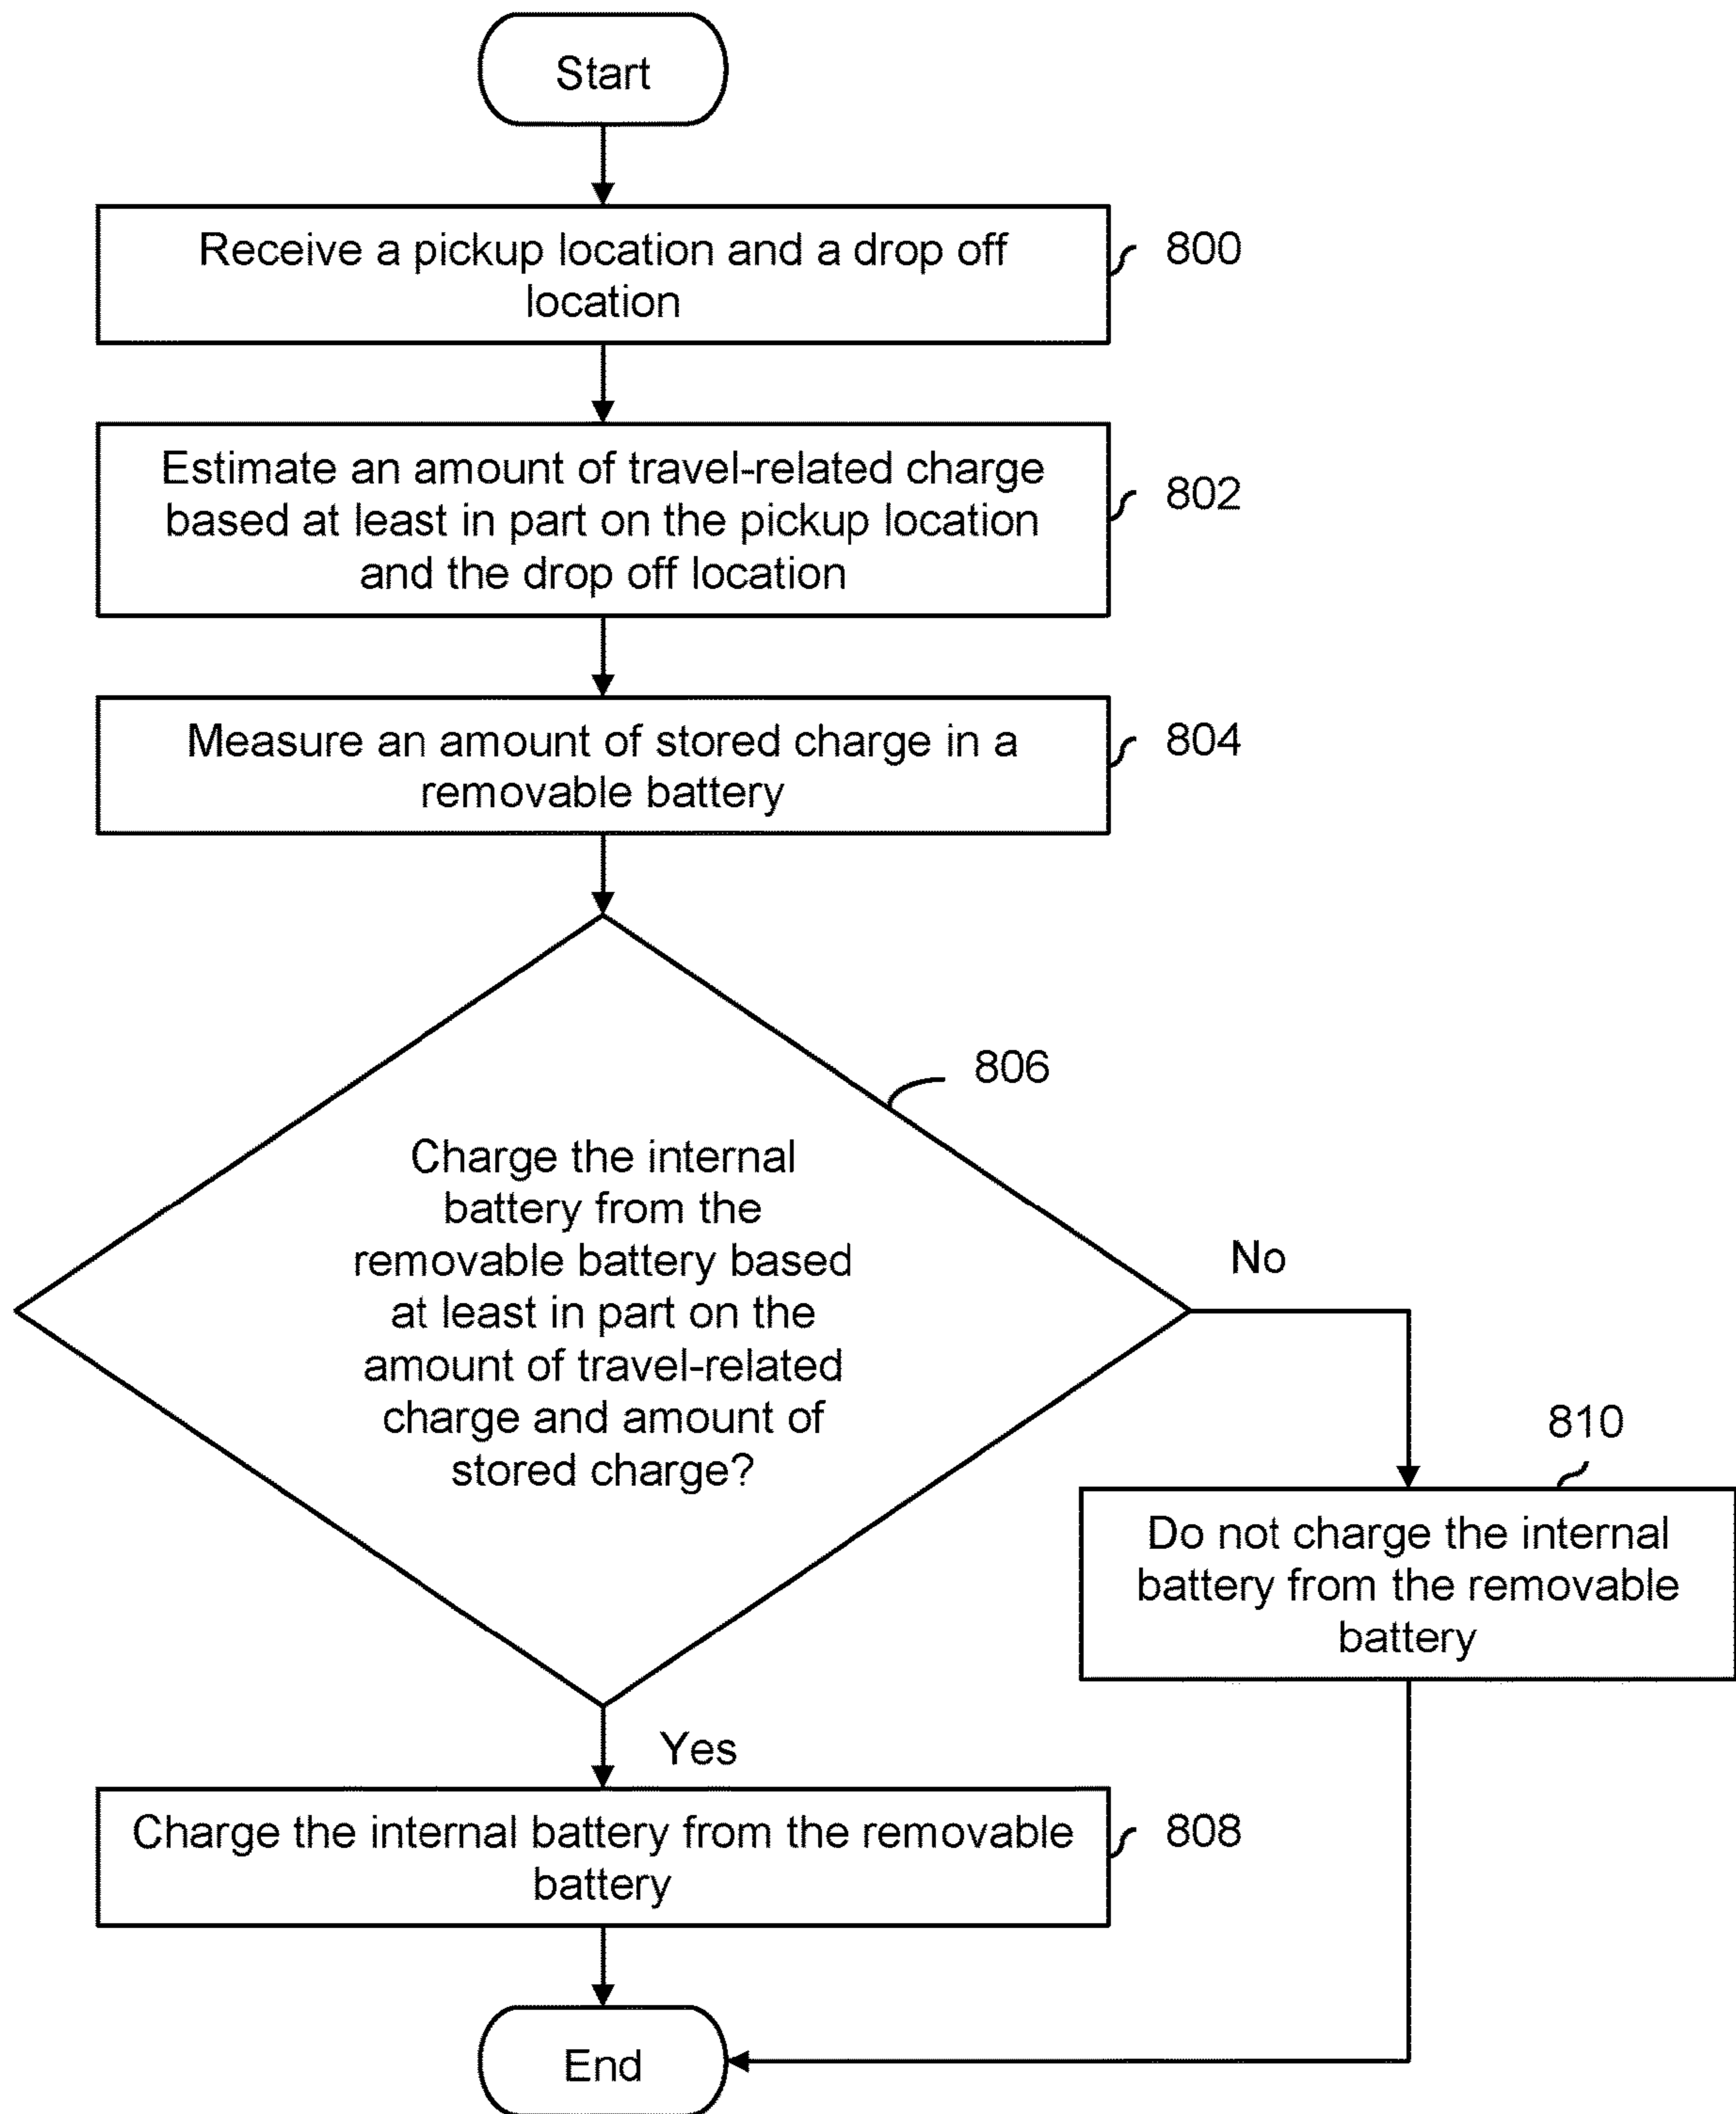 Start
Receive a pickup location and a drop off
location
800
Estimate an amount of travel-related charge
based at least in part on the pickup location
and the drop off location
802
Measure an amount of stored charge in a
removable battery
804
806
Charge the internal
battery from the
removable battery based
at least in part on the
amount of travel-related
charge and amount of
stored charge?
No
810
Do not charge the internal
battery from the removable
battery
Yes
Charge the internal battery from the removable
battery
808
End